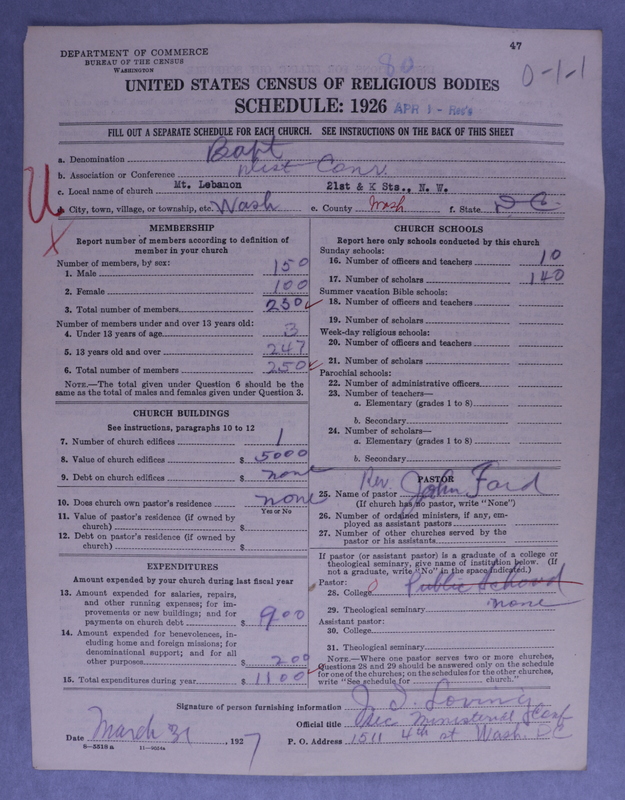 47
80
0-1-1
DEPARTMENT OF COMMERCE
BUREAU OF THE CENSUS
WASHINGTON
UNITED STATES CENSUS OF RELIGIOUS BODIES
SCHEDULE: 1926 APR 1 - Rec'd
FILL OUT A SEPARATE SCHEDULE FOR EACH CHURCH. SEE INSTRUCTIONS ON THE BACK OF THIS SHEET
a. Denomination Bapt
b. Association or Conference Dist Conv.
c. Local name of church Mt. Lebanon 21st & K Sts., N. W.
d. City, town, village, or township, etc. Wash e. County Wash f. State D C
MEMBERSHIP
Report number of members according to definition of
member in your church
Number of members, by sex:
1. Male 150
2. Female 100
3. Total number of members 250
Number of members under and over 13 years old:
4. Under 13 years of age 3
5. 13 years old and over 247
6. Total number of members 250
NOTE.—The total given under Question 6 should be the
same as the total of males and females given under Question 3.
CHURCH BUILDINGS
See instructions, paragraphs 10 to 12
7. Number of church edifices 1
8. Value of church edifices $ 5000
9. Debt on church edifices $ none
10. Does church own pastor's residence none
Yes or No
11. Value of pastor's residence (if owned by
church) $
12. Debt on pastor's residence (if owned by
church) $
EXPENDITURES
Amount expended by your church during last fiscal year
13. Amount expended for salaries, repairs,
and other running expenses; for im-
provements or new buildings; and for
payments on church debt $ 900
14. Amount expended for benevolences, in-
cluding home and foreign missions; for
denominational support; and for all
other purposes $ 200
15. Total expenditures during year $ 1100
CHURCH SCHOOLS
Report here only schools conducted by this church
Sunday schools:
16. Number of officers and teachers 10
17. Number of scholars 140
Summer vacation Bible schools:
18. Number of officers and teachers
19. Number of scholars
Week-day religious schools:
20. Number of officers and teachers
21. Number of scholars
Parochial schools:
22. Number of administrative officers
23. Number of teachers—
a. Elementary (grades 1 to 8)
b. Secondary
24. Number of scholars—
a. Elementary (grades 1 to 8)
b. Secondary
PASTOR
25. Name of pastor Rev. John Ford
(If church has no pastor, write "None")
26. Number of ordained ministers, if any, em-
ployed as assistant pastors
27. Number of other churches served by the
pastor or his assistants
If pastor (or assistant pastor) is a graduate of a college or
theological seminary, give name of institution below. (If
not a graduate, write "No" in the space indicated.)
Pastor:
28. College 0 Public School
29. Theological seminary none
Assistant pastor:
30. College
31. Theological seminary
NOTE.—Where one pastor serves two or more churches,
Questions 28 and 29 should be answered only on the schedule
for one of the churches; on the schedules for the other churches,
write "See schedule for church."
Signature of person furnishing information J. I. Loving
Official title Sec Ministerial Conf
Date March 31, 1927 P. O. Address 1511 4th st Wash. DC
8—5518 a